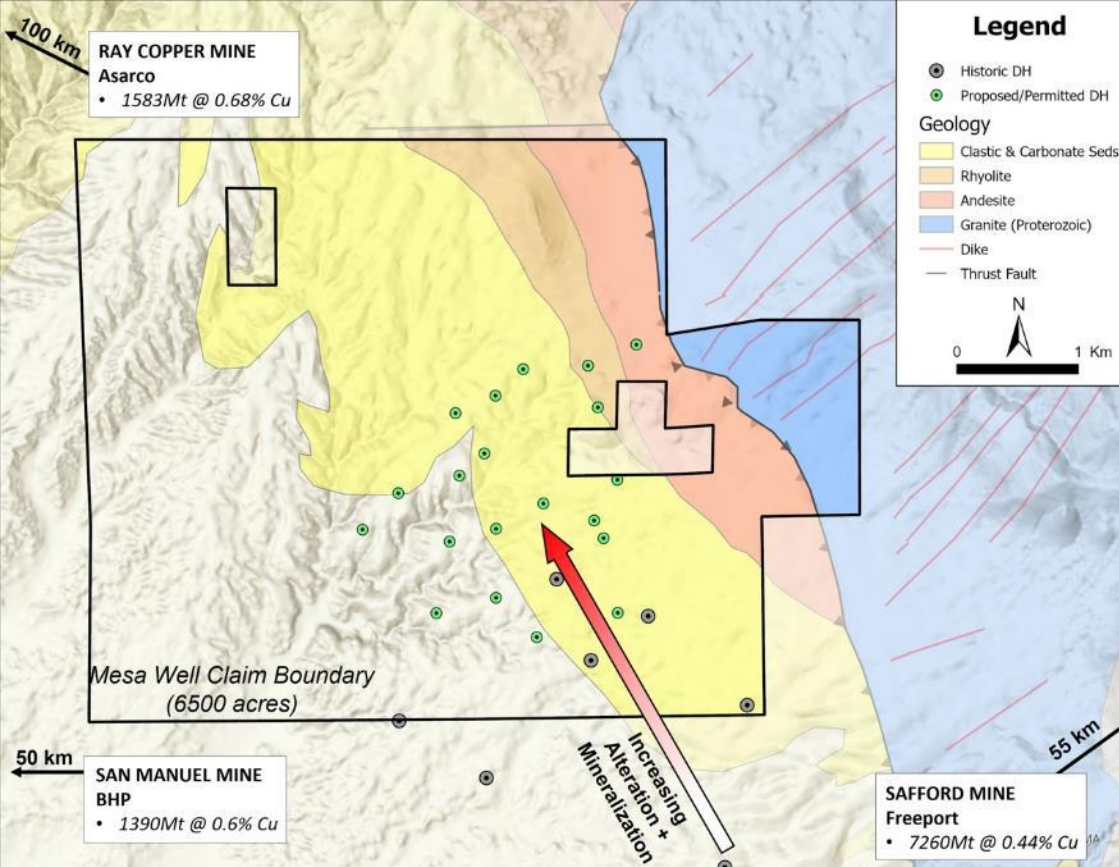 100 km
RAY COPPER MINE
Asarco
• 1583Mt @ 0.68% Cu
Legend
Historic DH
Proposed/Permitted DH
Geology
Clastic & Carbonate Seds
Rhyolite
Andesite
Granite (Proterozoic)
Dike
Thrust Fault
N
0 1 Km
Mesa Well Claim Boundary
(6500 acres)
50 km
SAN MANUEL MINE
BHP
• 1390Mt @ 0.6% Cu
Increasing
Alteration +
Mineralization
55 km
SAFFORD MINE
Freeport
• 7260Mt @ 0.44% Cu